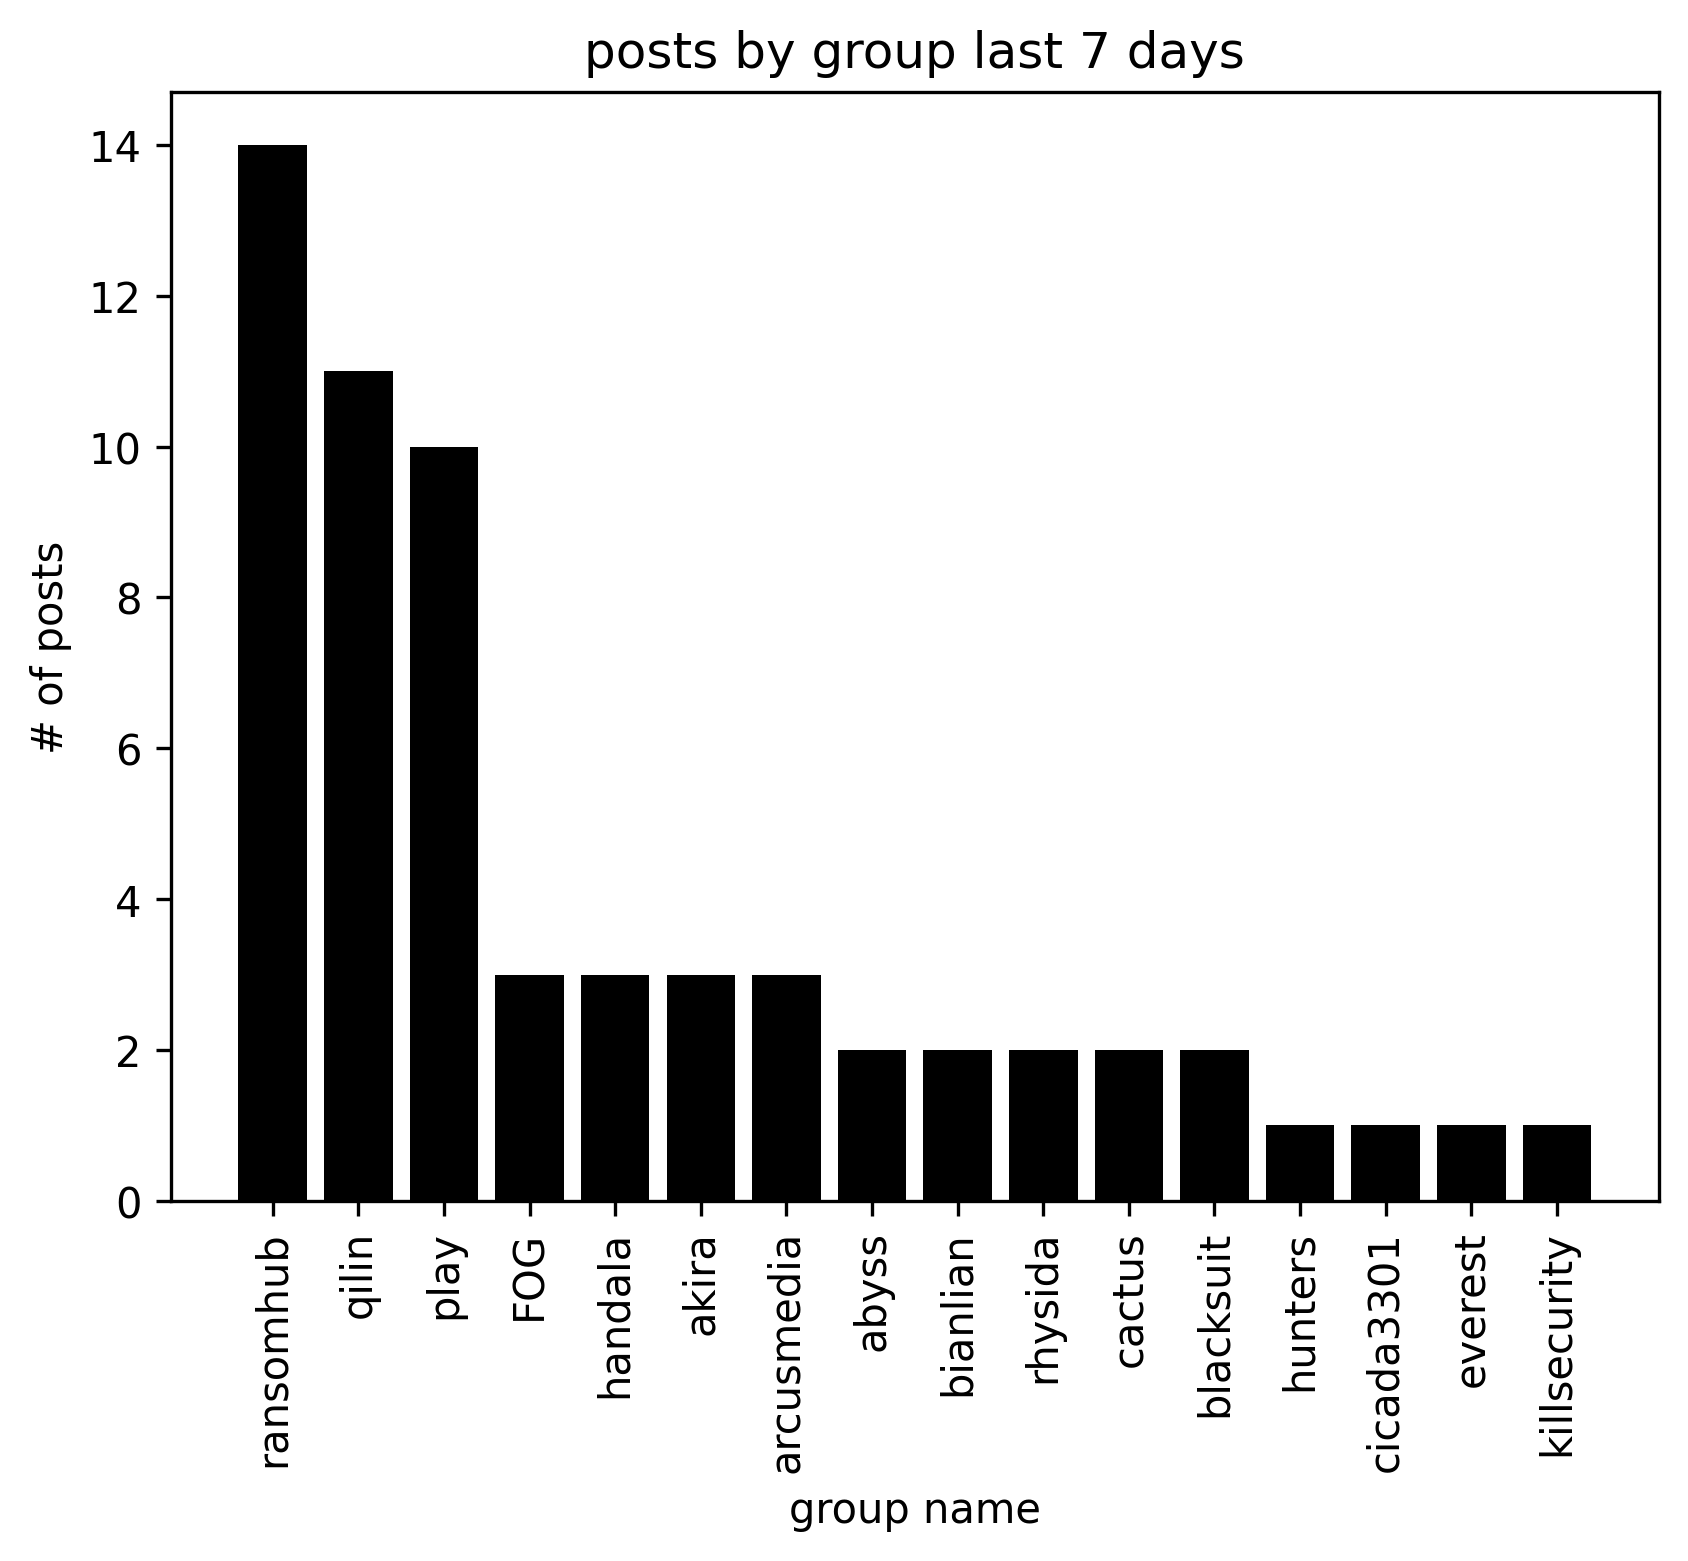 posts by group last 7 days
# of posts
14
12
10
8
6
4
2
0
ransomhub
qilin
play
FOG
handala
akira
arcusmedia
abyss
bianlian
rhysida
cactus
blacksuit
hunters
cicada3301
everest
killsecurity
group name